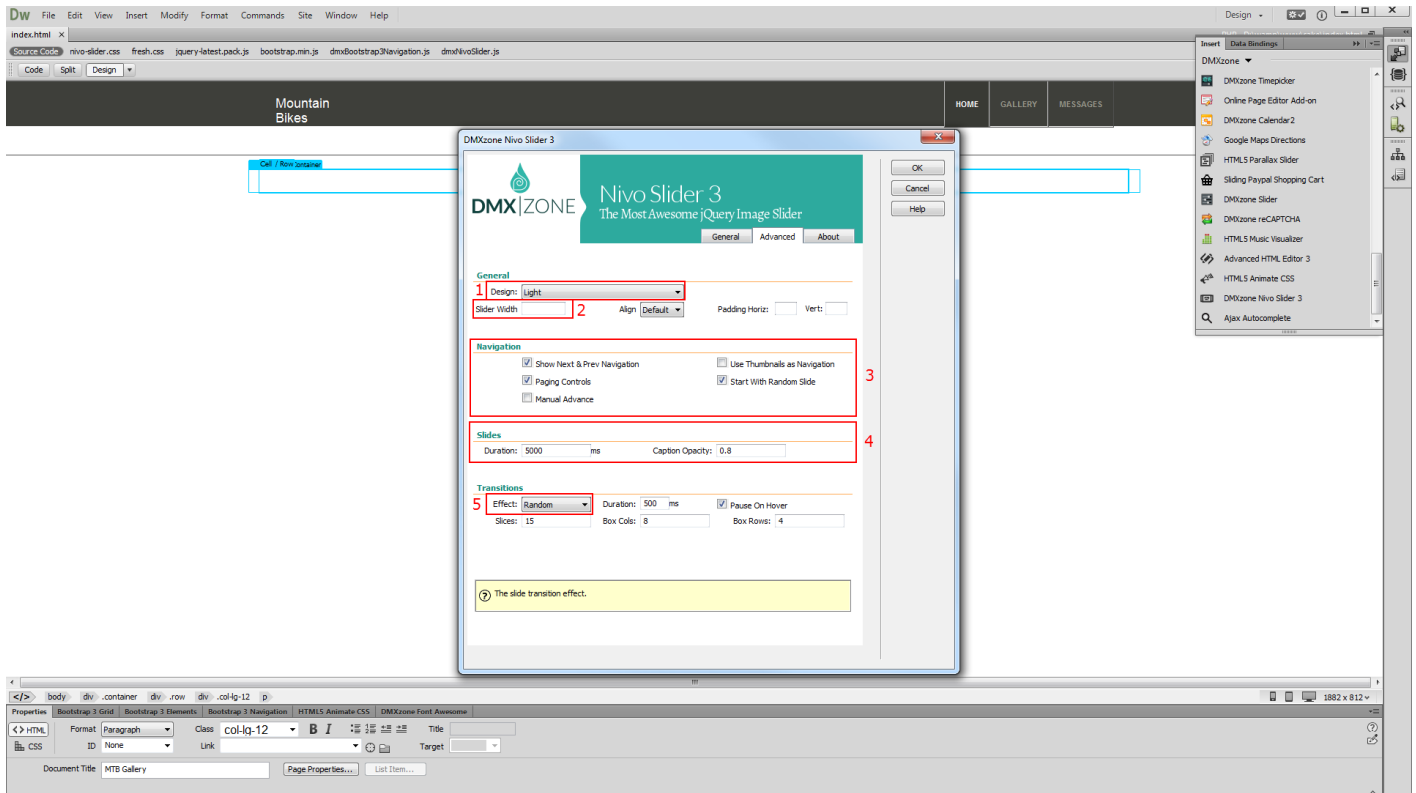 Dw File Edit View Insert Modify Format Commands Site Window Help Design
index.html ×
Source Code nivo-slider.css fresh.css jquery-latest.pack.js bootstrap.min.js dmxBootstrap3Navigation.js dmxNivoSlider.js
Code Split Design
Mountain
Bikes
HOME GALLERY MESSAGES
Cell / Row Container
Insert Data Bindings
DMXzone
DMXzone Timepicker
Online Page Editor Add-on
DMXzone Calendar2
Google Maps Directions
HTML5 Parallax Slider
Sliding Paypal Shopping Cart
DMXzone Slider
DMXzone reCAPTCHA
HTML5 Music Visualizer
Advanced HTML Editor 3
HTML5 Animate CSS
DMXzone Nivo Slider 3
Ajax Autocomplete
DMXzone Nivo Slider 3
DMX|ZONE
Nivo Slider 3
The Most Awesome jQuery Image Slider
General Advanced About
OK
Cancel
Help
General
1 Design: Light
Slider Width 2 Align Default Padding Horiz: Vert:
Navigation
Show Next & Prev Navigation Use Thumbnails as Navigation
3
Paging Controls Start With Random Slide
Manual Advance
Slides
4
Duration: 5000 ms Caption Opacity: 0.8
Transitions
5 Effect: Random Duration: 500 ms Pause On Hover
Slices: 15 Box Cols: 8 Box Rows: 4
The slide transition effect.
</> body div .container div .row div .col-lg-12 p 1882 x 812
Properties Bootstrap 3 Grid Bootstrap 3 Elements Bootstrap 3 Navigation HTML5 Animate CSS DMXzone Font Awesome
<> HTML Format Paragraph Class col-lg-12 B I Title
CSS ID None Link Target
Document Title MTB Gallery Page Properties... List Item...